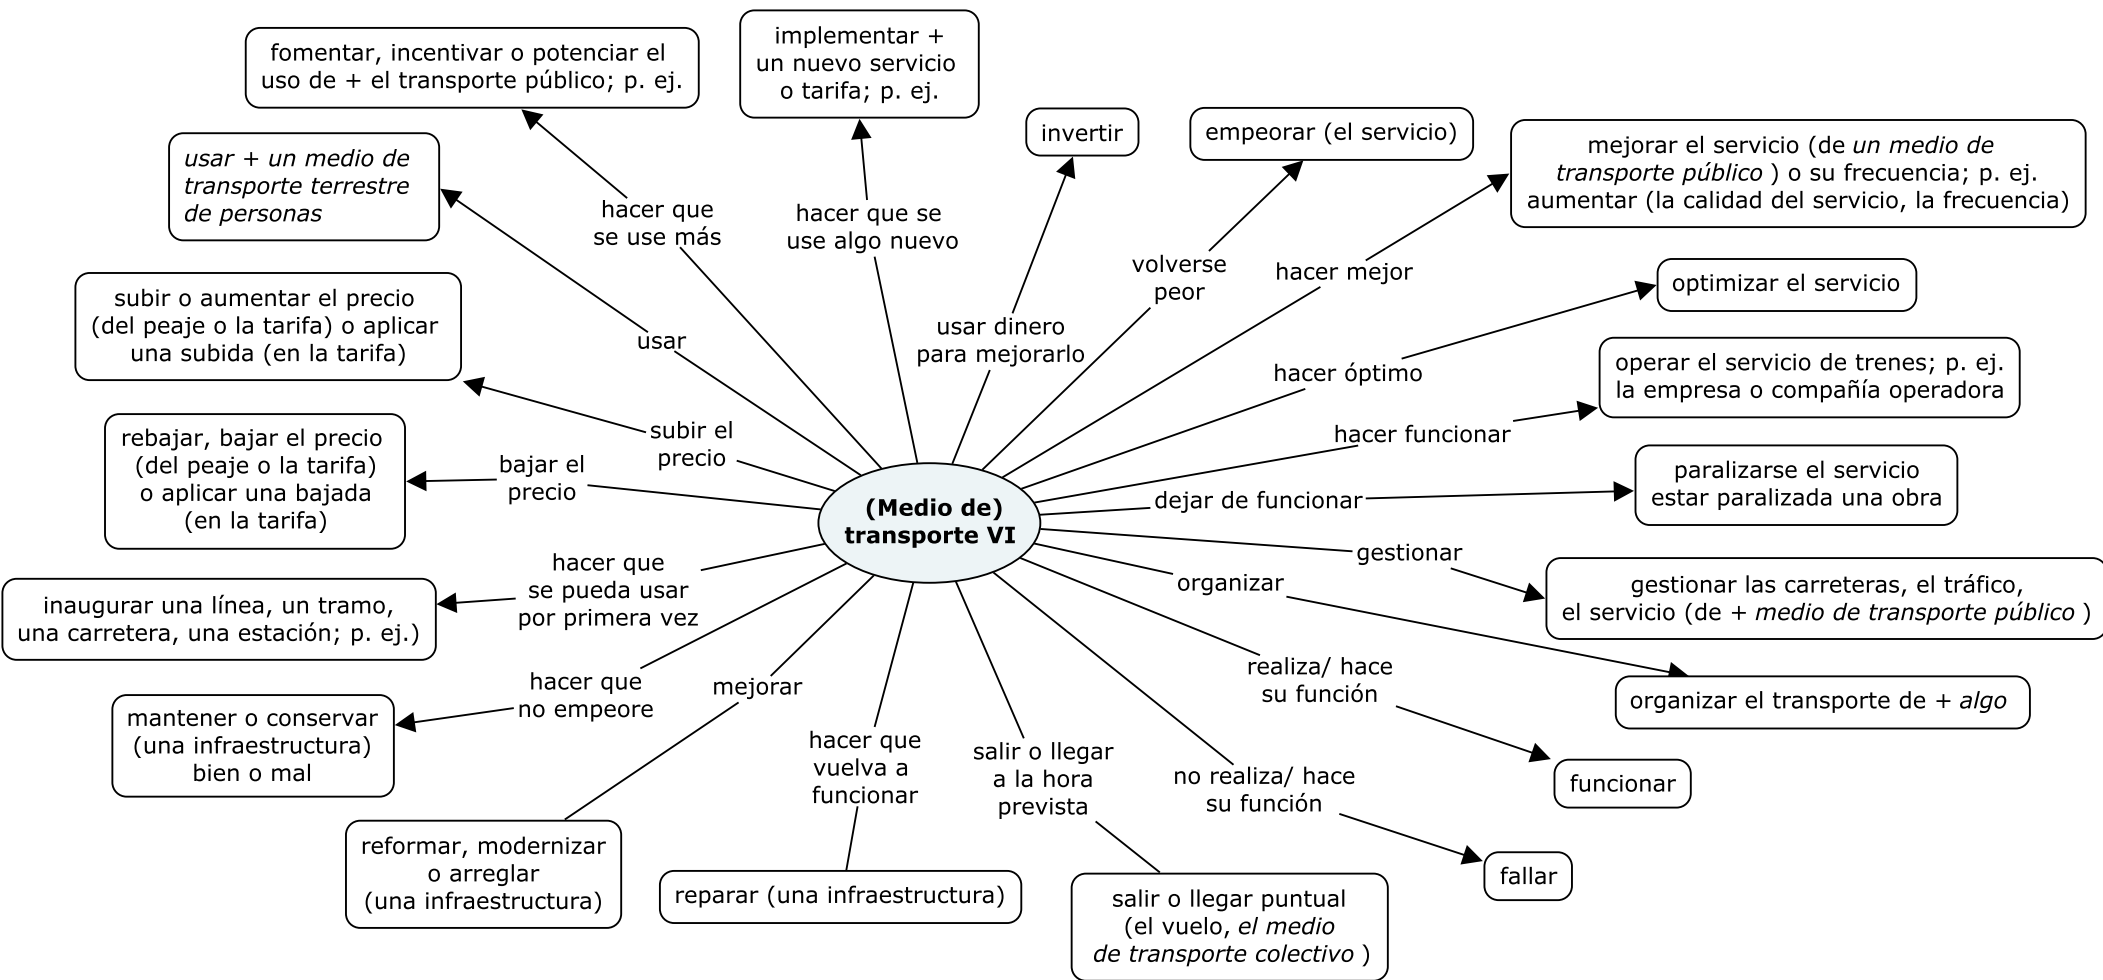 fomentar, incentivar o potenciar el
uso de + el transporte público; p. ej.
implementar +
un nuevo servicio
o tarifa; p. ej.
invertir
empeorar (el servicio)
mejorar el servicio (de un medio de
transporte público ) o su frecuencia; p. ej.
aumentar (la calidad del servicio, la frecuencia)
usar + un medio de
transporte terrestre
de personas
hacer que
se use más
hacer que se
use algo nuevo
volverse
peor
hacer mejor
optimizar el servicio
subir o aumentar el precio
(del peaje o la tarifa) o aplicar
una subida (en la tarifa)
usar
usar dinero
para mejorarlo
hacer óptimo
operar el servicio de trenes; p. ej.
la empresa o compañía operadora
rebajar, bajar el precio
(del peaje o la tarifa)
o aplicar una bajada
(en la tarifa)
subir el
precio
bajar el
precio
hacer funcionar
(Medio de)
transporte VI
dejar de funcionar
paralizarse el servicio
estar paralizada una obra
inaugurar una línea, un tramo,
una carretera, una estación; p. ej.)
hacer que
se pueda usar
por primera vez
gestionar
gestionar las carreteras, el tráfico,
el servicio (de + medio de transporte público )
organizar
organizar el transporte de + algo
mantener o conservar
(una infraestructura)
bien o mal
hacer que
no empeore
mejorar
realiza/ hace
su función
funcionar
hacer que
vuelva a
funcionar
salir o llegar
a la hora
prevista
no realiza/ hace
su función
fallar
reformar, modernizar
o arreglar
(una infraestructura)
reparar (una infraestructura)
salir o llegar puntual
(el vuelo, el medio
de transporte colectivo )